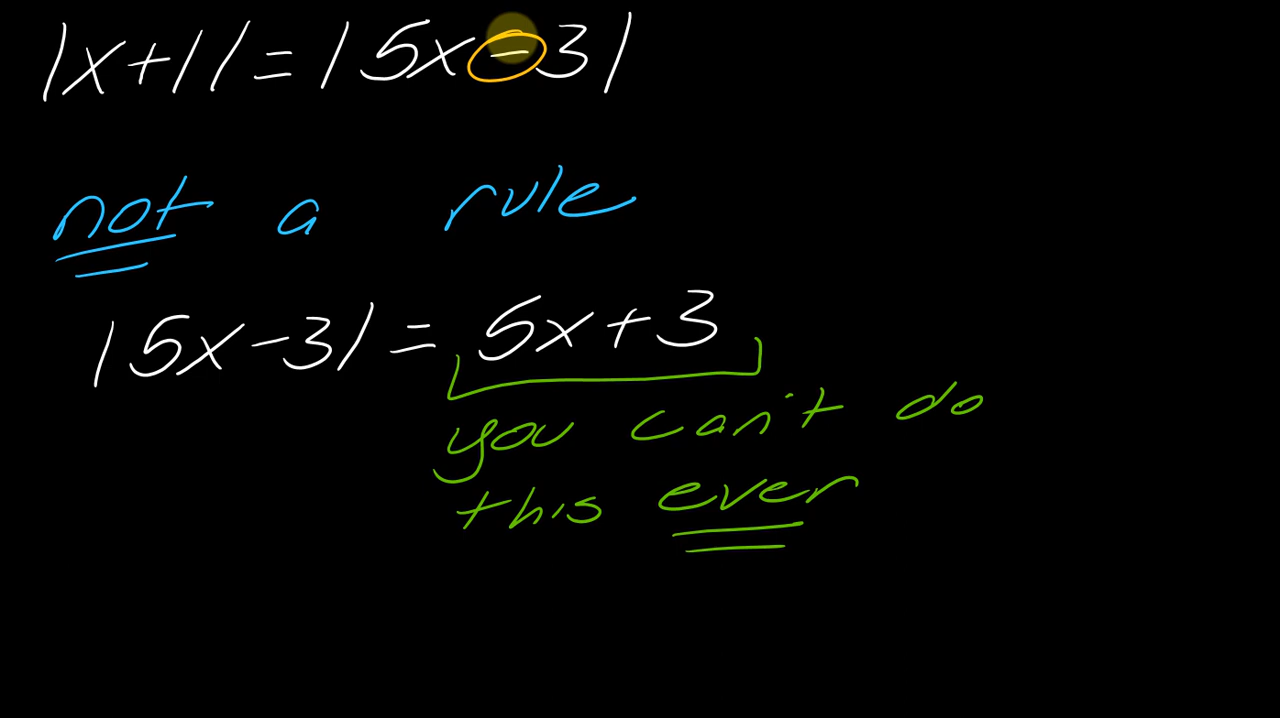 |x+1| = |5x-3|
not a rule
|5x-3| = 5x+3
you can't do
this ever